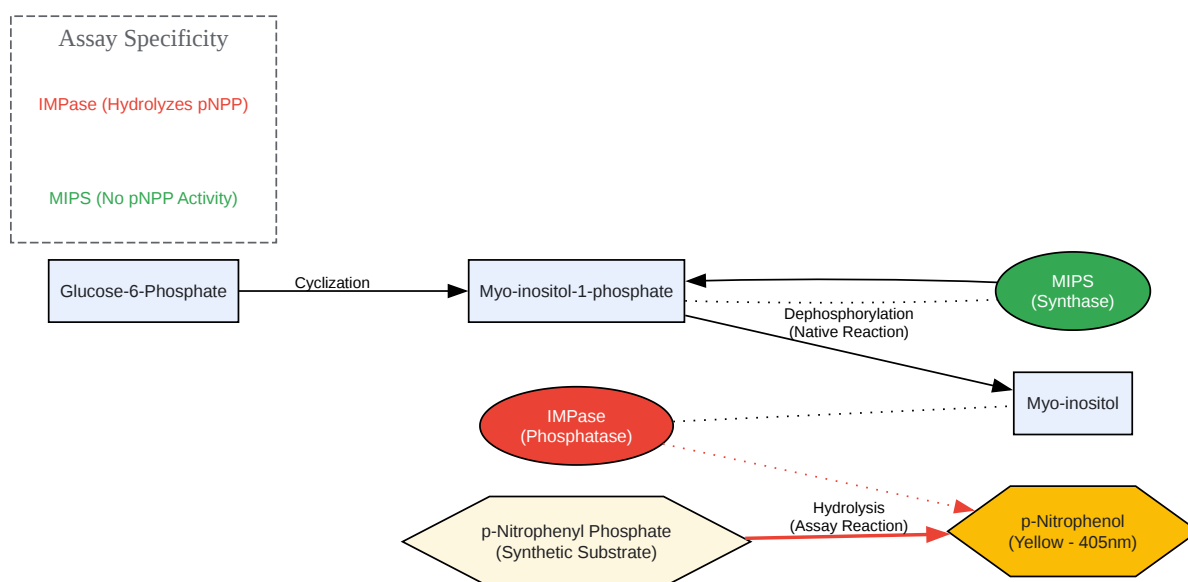 Assay Specificity
IMPase (Hydrolyzes pNPP)
MIPS (No pNPP Activity)
Glucose-6-Phosphate
Cyclization
Myo-inositol-1-phosphate
MIPS
(Synthase)
Dephosphorylation
(Native Reaction)
Myo-inositol
IMPase
(Phosphatase)
p-Nitrophenyl Phosphate
(Synthetic Substrate)
Hydrolysis
(Assay Reaction)
p-Nitrophenol
(Yellow - 405nm)